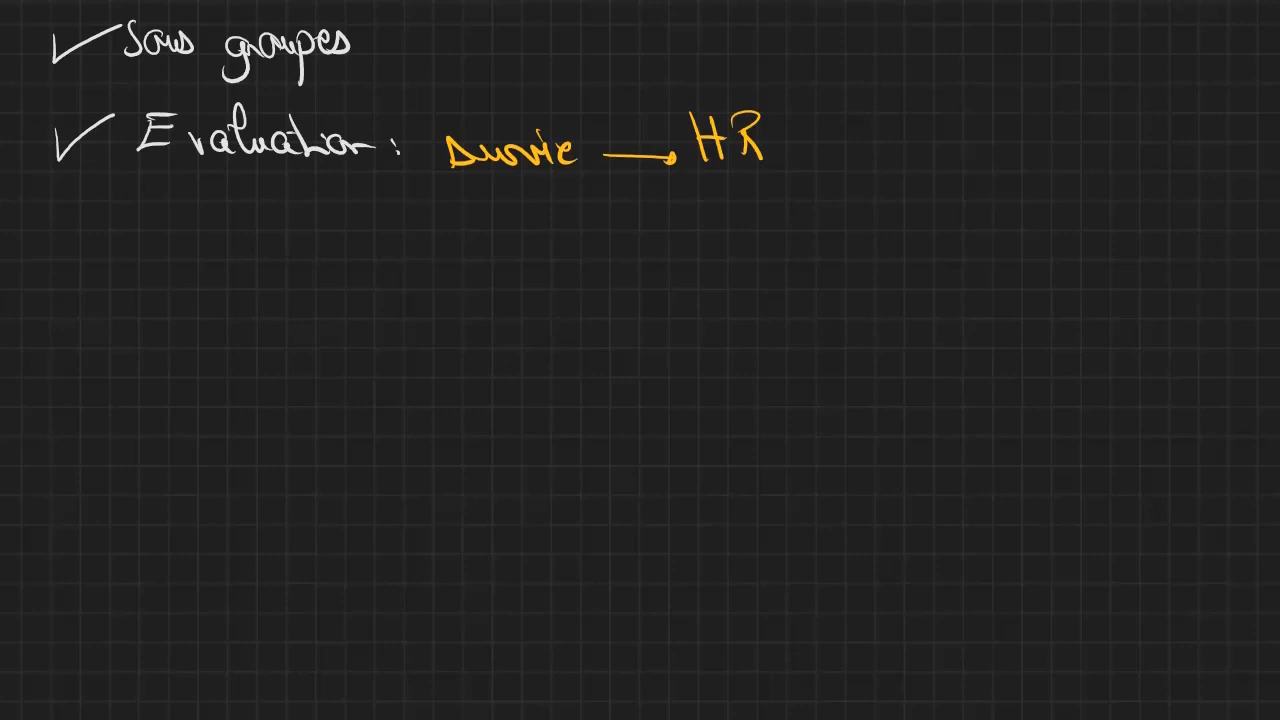 ✓ Sous groupes
✓ Evaluation : survie → HR